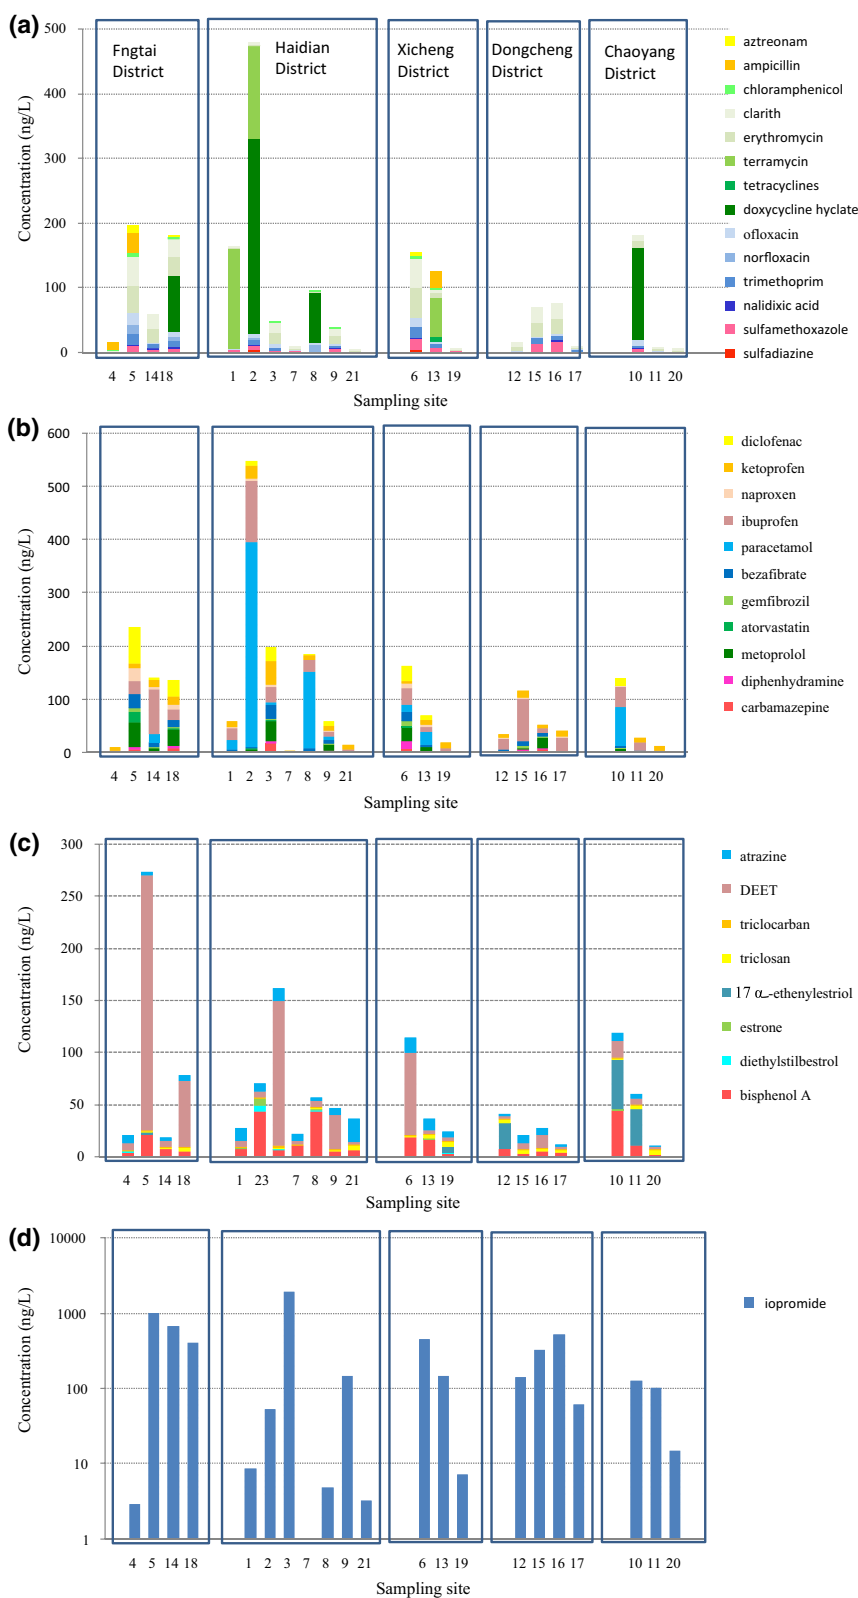 (a)
500
400
300
200
100
0
Concentration (ng/L)
Fngtai District
Haidian District
Xicheng District
Dongcheng District
Chaoyang District
4 5 1418 1 2 3 7 8 9 21 6 13 19 12 15 16 17 10 11 20
Sampling site
aztreonam
ampicillin
chloramphenicol
clarith
erythromycin
terramycin
tetracyclines
doxycycline hyclate
ofloxacin
norfloxacin
trimethoprim
nalidixic acid
sulfamethoxazole
sulfadiazine
(b)
600
500
400
300
200
100
0
Concentration (ng/L)
4 5 14 18 1 2 3 7 8 9 21 6 13 19 12 15 16 17 10 11 20
Sampling site
diclofenac
ketoprofen
naproxen
ibuprofen
paracetamol
bezafibrate
gemfibrozil
atorvastatin
metoprolol
diphenhydramine
carbamazepine
(c)
300
250
200
150
100
50
0
Concentration (ng/L)
4 5 14 18 1 23 7 8 9 21 6 13 19 12 15 16 17 10 11 20
Sampling site
atrazine
DEET
triclocarban
triclosan
17 α-ethenylestriol
estrone
diethylstilbestrol
bisphenol A
(d)
10000
1000
100
10
1
Concentration (ng/L)
4 5 14 18 1 2 3 7 8 9 21 6 13 19 12 15 16 17 10 11 20
Sampling site
iopromide